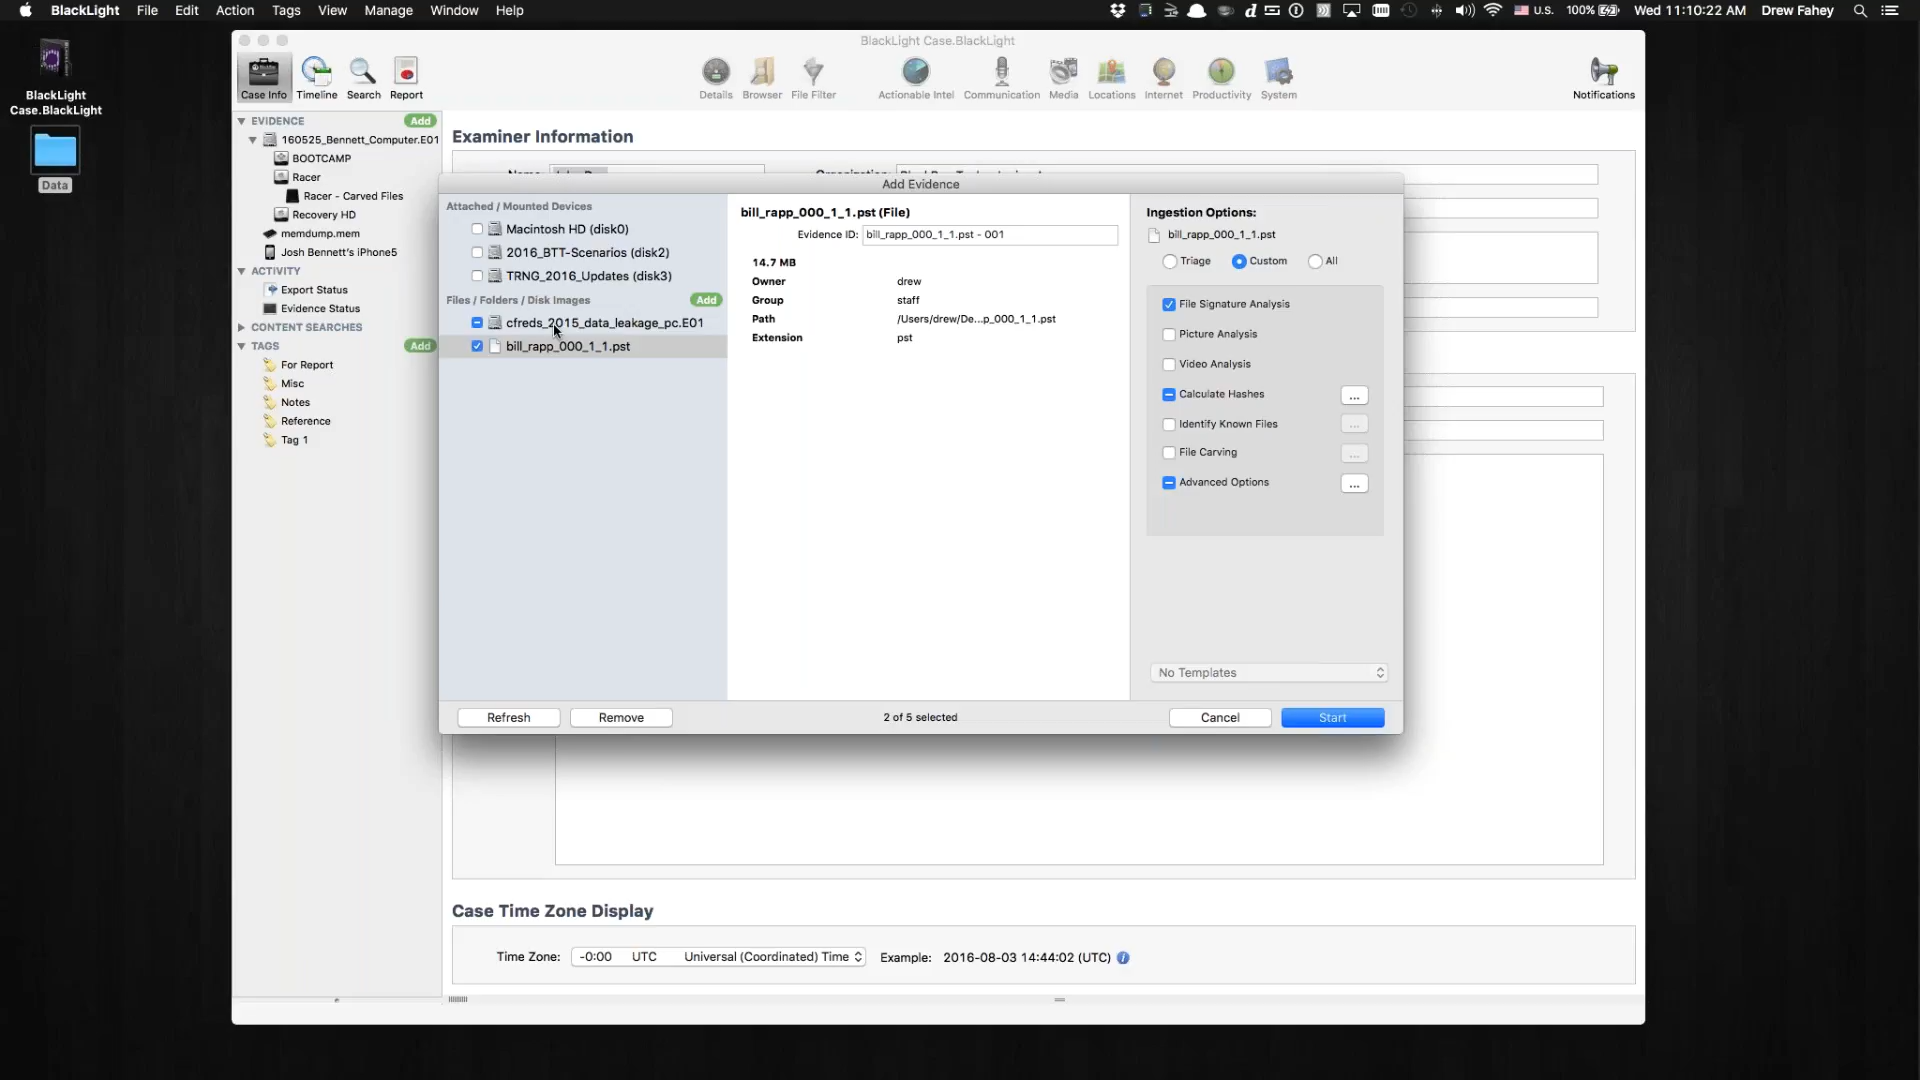 BlackLight File Edit Action Tags View Manage Window Help
U.S. 100% Wed 11:10:22 AM Drew Fahey
BlackLight Case.BlackLight
BlackLight
Case.BlackLight
Data
Case Info Timeline Search Report
Details Browser File Filter
Actionable Intel Communication Media Locations Internet Productivity System
Notifications
EVIDENCE Add
160525_Bennett_Computer.E01
BOOTCAMP
Racer
Racer - Carved Files
Recovery HD
memdump.mem
Josh Bennett's iPhone5
ACTIVITY
Export Status
Evidence Status
CONTENT SEARCHES
TAGS Add
For Report
Misc
Notes
Reference
Tag 1
Examiner Information
Add Evidence
Attached / Mounted Devices
Macintosh HD (disk0)
2016_BTT-Scenarios (disk2)
TRNG_2016_Updates (disk3)
Files / Folders / Disk Images Add
cfreds_2015_data_leakage_pc.E01
bill_rapp_000_1_1.pst
bill_rapp_000_1_1.pst (File)
Evidence ID: bill_rapp_000_1_1.pst - 001
14.7 MB
Owner drew
Group staff
Path /Users/drew/De...p_000_1_1.pst
Extension pst
Ingestion Options:
bill_rapp_000_1_1.pst
Triage Custom All
File Signature Analysis
Picture Analysis
Video Analysis
Calculate Hashes ...
Identify Known Files ...
File Carving ...
Advanced Options ...
No Templates
Refresh Remove 2 of 5 selected Cancel Start
Case Time Zone Display
Time Zone: -0:00 UTC Universal (Coordinated) Time Example: 2016-08-03 14:44:02 (UTC)